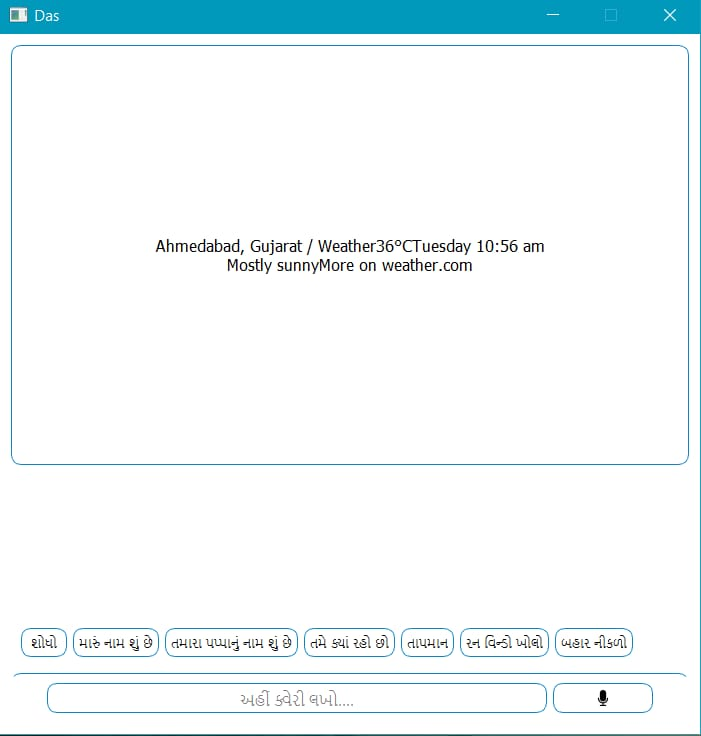 Das
Ahmedabad, Gujarat / Weather36°CTuesday 10:56 am
Mostly sunnyMore on weather.com
શોધો મારું નામ શું છે તમારા પપ્પાનું નામ શું છે તમે ક્યાં રહો છો તાપમાન રન વિન્ડો ખોલો બહાર નીકળો
અહીં ક્વેરી લખો....